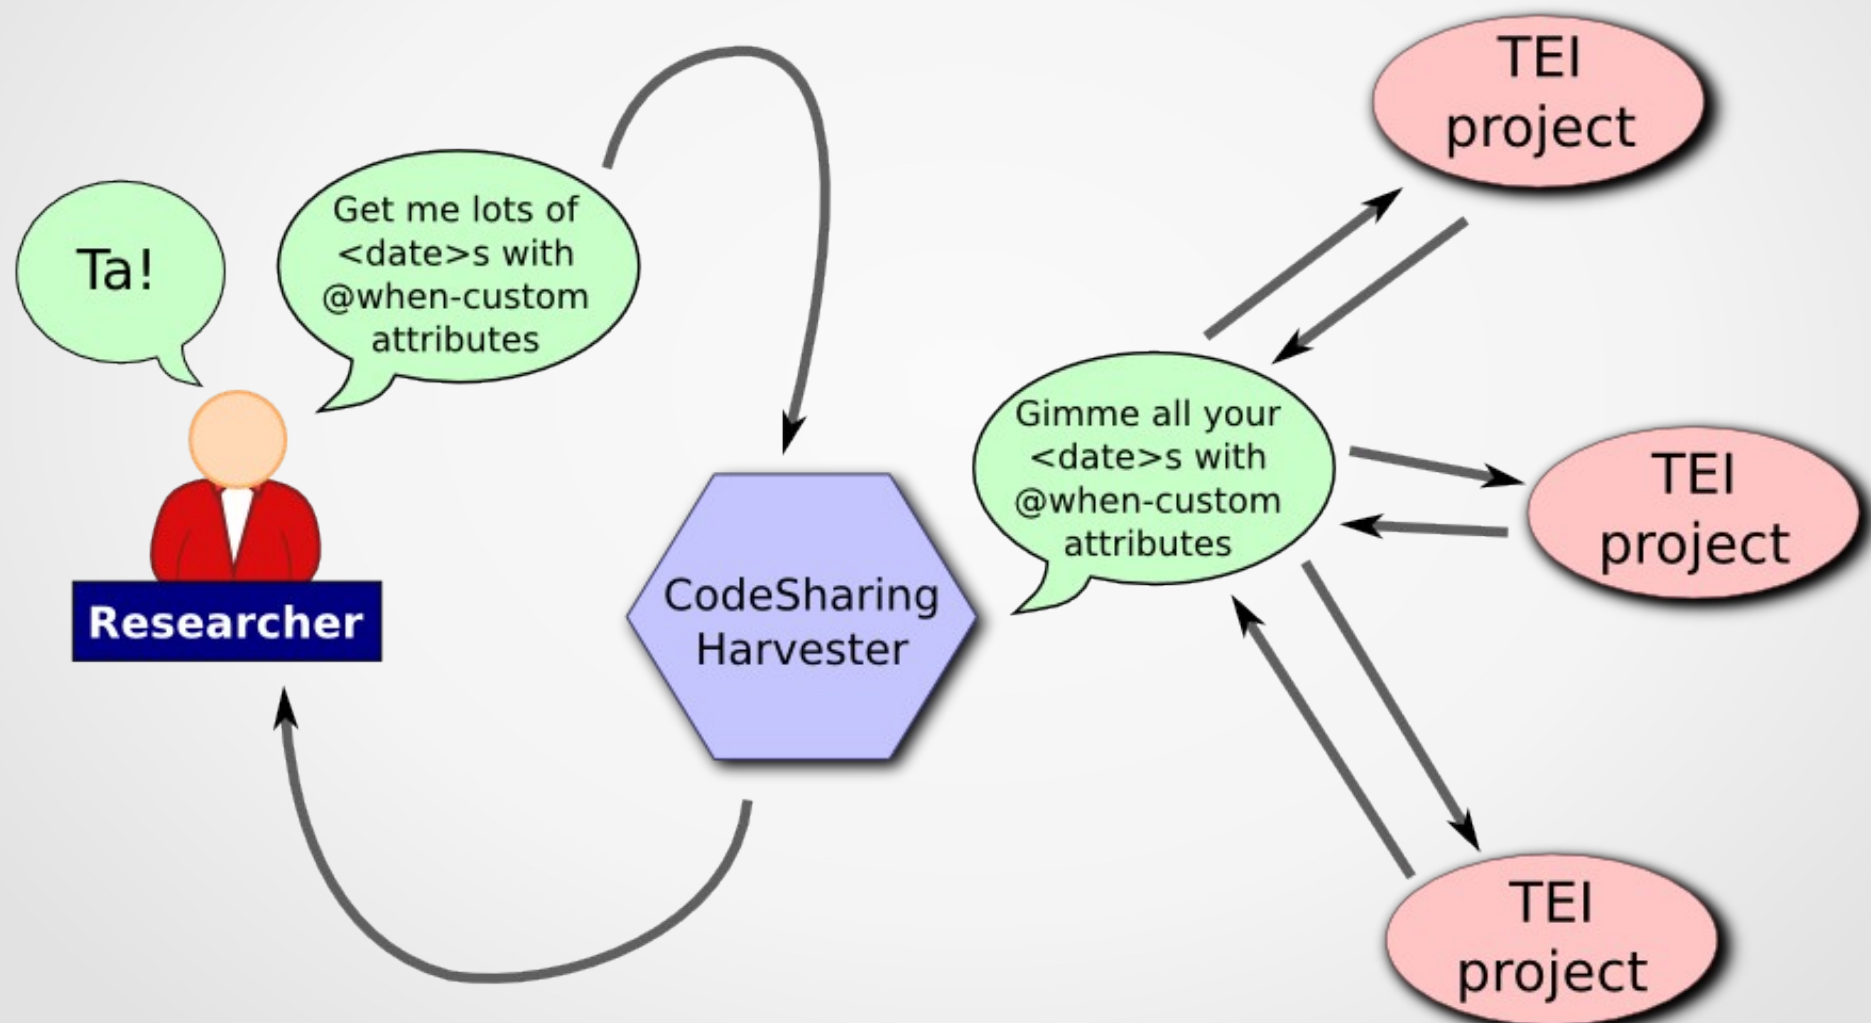 Ta!
Get me lots of
<date>s with
@when-custom
attributes
Researcher
CodeSharing
Harvester
Gimme all your
<date>s with
@when-custom
attributes
TEI
project
TEI
project
TEI
project